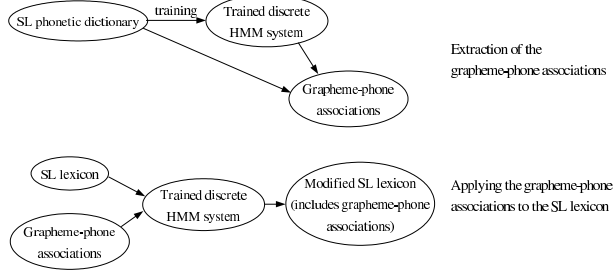 SL phonetic dictionary
training
Trained discrete
HMM system
Grapheme-phone
associations
Extraction of the
grapheme-phone associations
SL lexicon
Grapheme-phone
associations
Trained discrete
HMM system
Modified SL lexicon
(includes grapheme-phone
associations)
Applying the grapheme-phone
associations to the SL lexicon